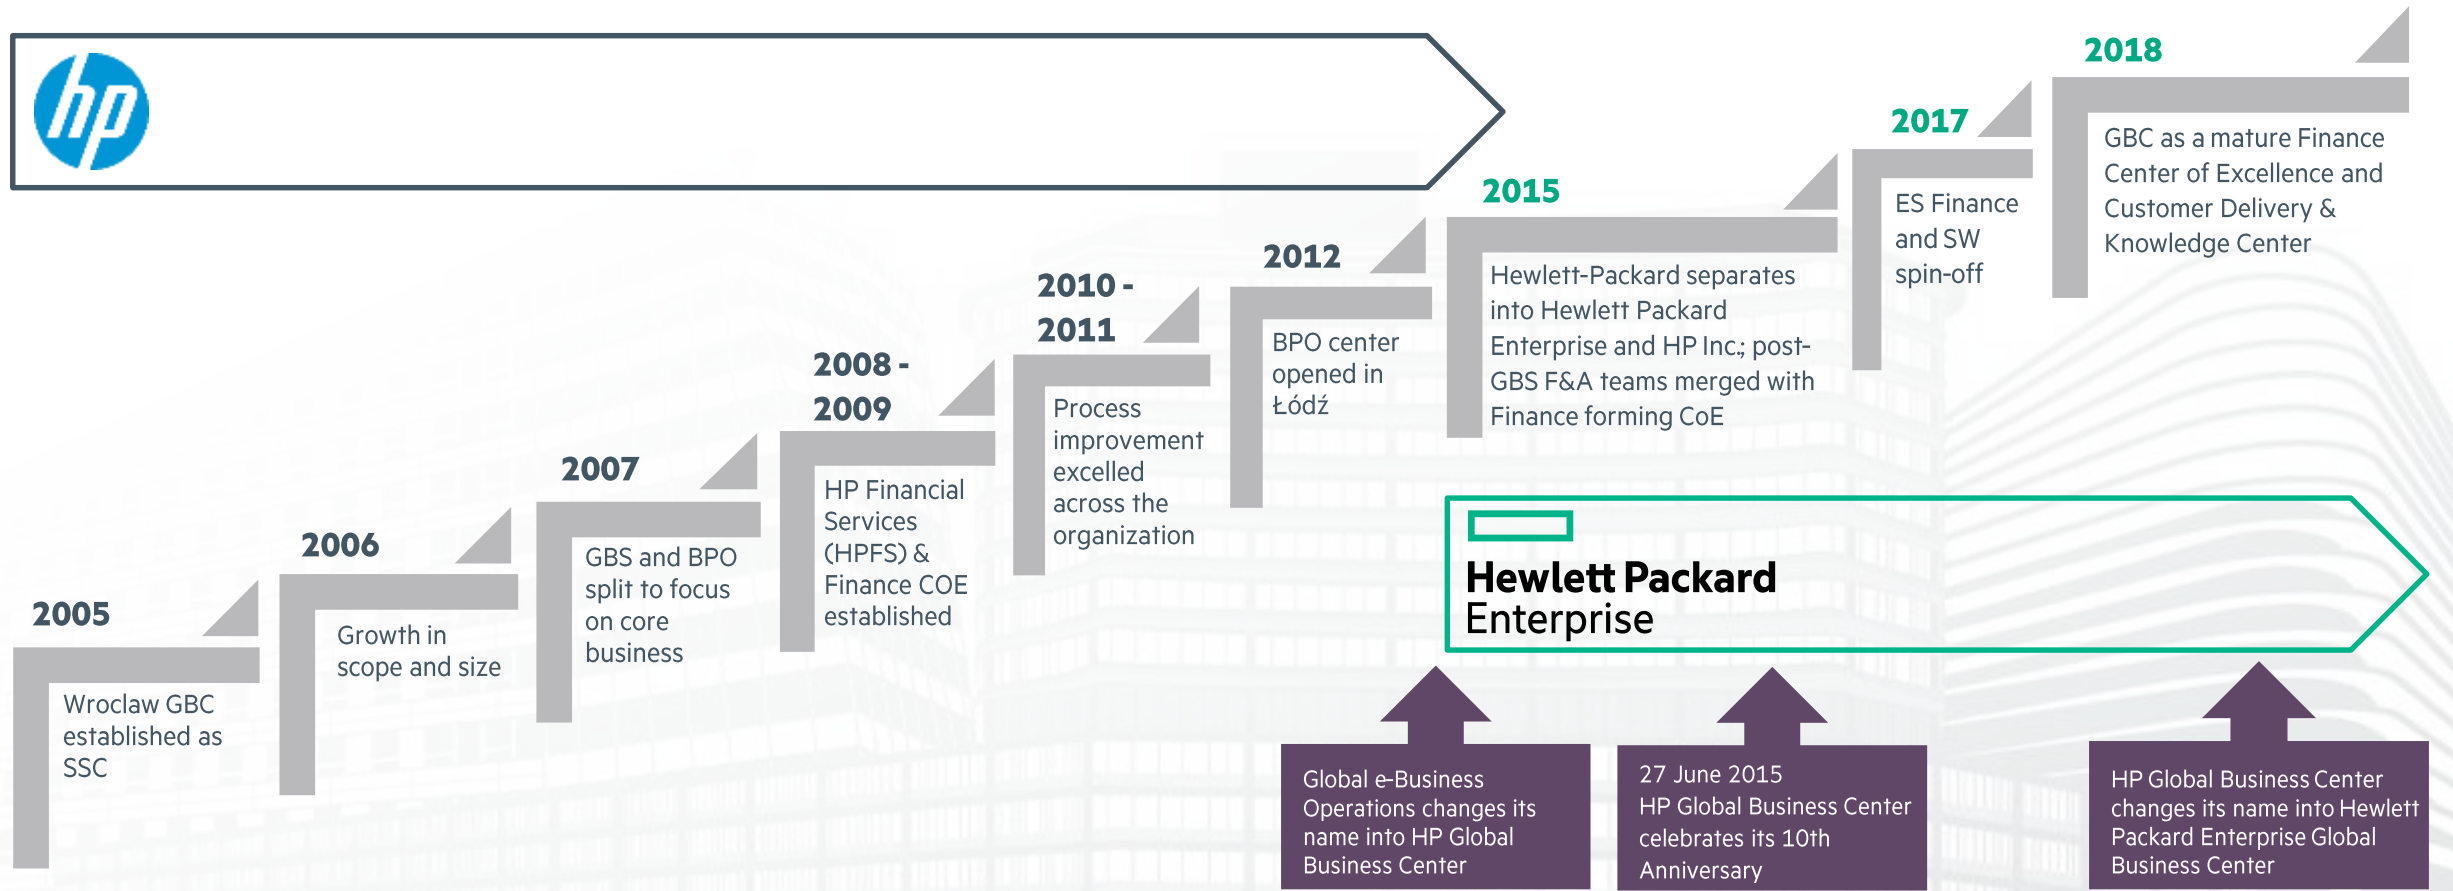 hp
2005
Wroclaw GBC
established as
SSC
2006
Growth in
scope and size
2007
GBS and BPO
split to focus
on core
business
2008 -
2009
HP Financial
Services
(HPFS) &
Finance COE
established
2010 -
2011
Process
improvement
excelled
across the
organization
2012
BPO center
opened in
Łódź
2015
Hewlett-Packard separates
into Hewlett Packard
Enterprise and HP Inc.; post-
GBS F&A teams merged with
Finance forming CoE
2017
ES Finance
and SW
spin-off
2018
GBC as a mature Finance
Center of Excellence and
Customer Delivery &
Knowledge Center
Hewlett Packard
Enterprise
Global e-Business
Operations changes its
name into HP Global
Business Center
27 June 2015
HP Global Business Center
celebrates its 10th
Anniversary
HP Global Business Center
changes its name into Hewlett
Packard Enterprise Global
Business Center